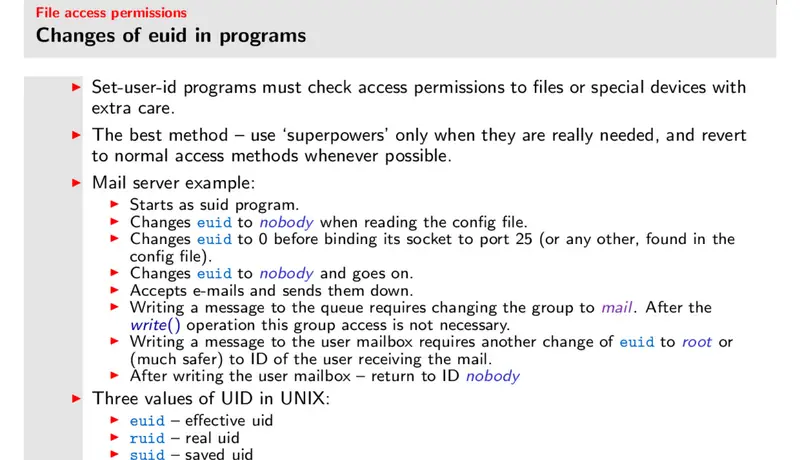 File access permissions
Changes of euid in programs
Set-user-id programs must check access permissions to files or special devices with
extra care.
The best method – use ‘superpowers’ only when they are really needed, and revert
to normal access methods whenever possible.
Mail server example:
Starts as suid program.
Changes euid to nobody when reading the config file.
Changes euid to 0 before binding its socket to port 25 (or any other, found in the
config file).
Changes euid to nobody and goes on.
Accepts e-mails and sends them down.
Writing a message to the queue requires changing the group to mail. After the
write() operation this group access is not necessary.
Writing a message to the user mailbox requires another change of euid to root or
(much safer) to ID of the user receiving the mail.
After writing the user mailbox – return to ID nobody
Three values of UID in UNIX:
euid – effective uid
ruid – real uid
suid – saved uid